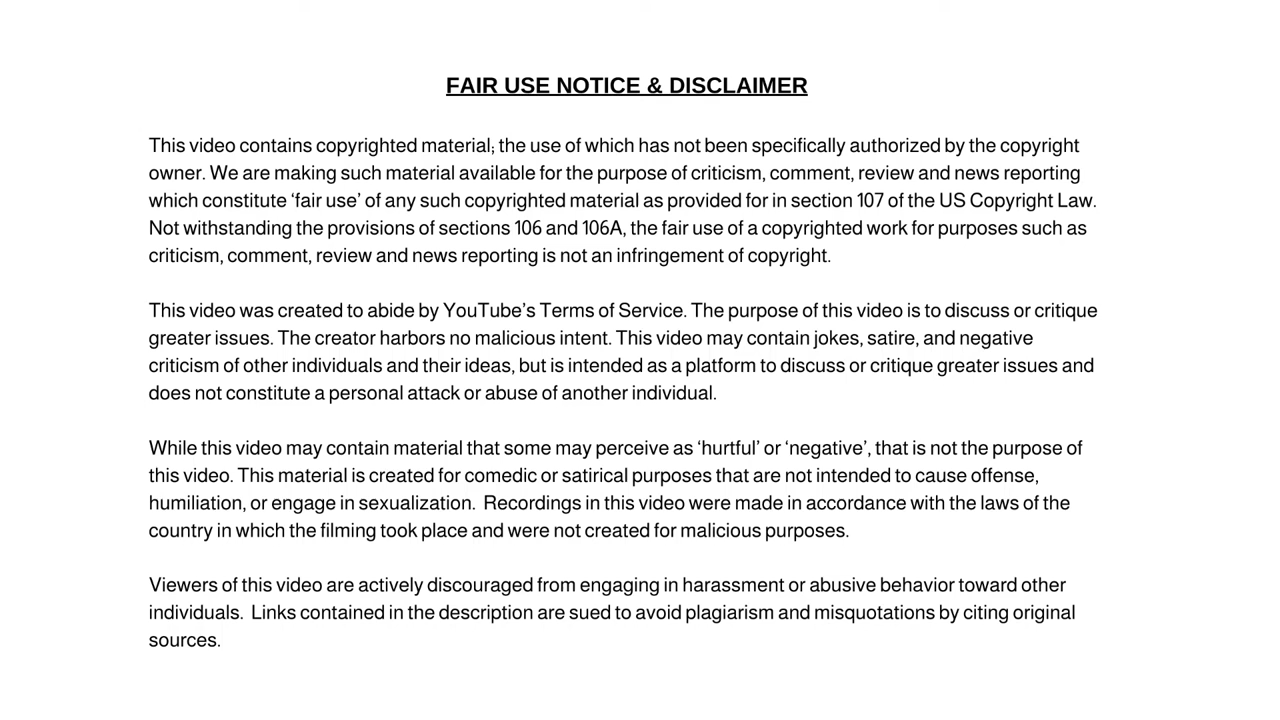 FAIR USE NOTICE & DISCLAIMER
This video contains copyrighted material; the use of which has not been specifically authorized by the copyright
owner. We are making such material available for the purpose of criticism, comment, review and news reporting
which constitute ‘fair use’ of any such copyrighted material as provided for in section 107 of the US Copyright Law.
Not withstanding the provisions of sections 106 and 106A, the fair use of a copyrighted work for purposes such as
criticism, comment, review and news reporting is not an infringement of copyright.
This video was created to abide by YouTube’s Terms of Service. The purpose of this video is to discuss or critique
greater issues. The creator harbors no malicious intent. This video may contain jokes, satire, and negative
criticism of other individuals and their ideas, but is intended as a platform to discuss or critique greater issues and
does not constitute a personal attack or abuse of another individual.
While this video may contain material that some may perceive as ‘hurtful’ or ‘negative’, that is not the purpose of
this video. This material is created for comedic or satirical purposes that are not intended to cause offense,
humiliation, or engage in sexualization.  Recordings in this video were made in accordance with the laws of the
country in which the filming took place and were not created for malicious purposes.
Viewers of this video are actively discouraged from engaging in harassment or abusive behavior toward other
individuals.  Links contained in the description are sued to avoid plagiarism and misquotations by citing original
sources.